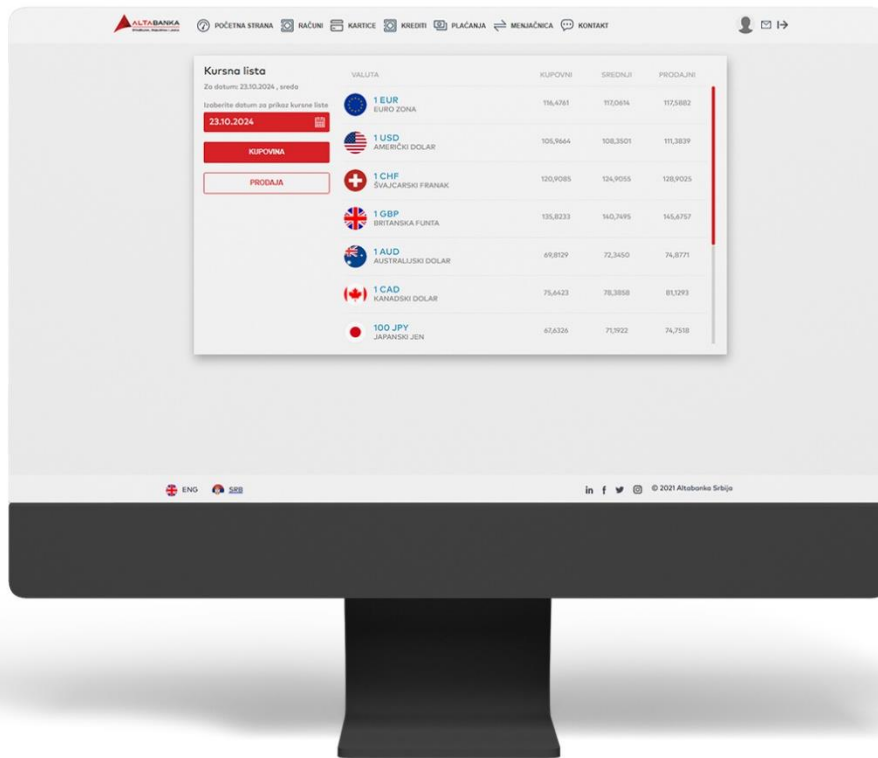 ALTABANKA
POČETNA STRANA RAČUNI KARTICE KREDITI PLAĆANJA MENJAČNICA KONTAKT
Kursna lista
Za datum: 23.10.2024 , sreda
Izaberite datum za prikaz kursne liste
23.10.2024
KUPOVINA
PRODAJA
VALUTA KUPOVNI SREDNJI PRODAJNI
1 EUR
EURO ZONA
116,4761 117,0614 117,5882
1 USD
AMERIČKI DOLAR
105,9664 108,3501 111,3839
1 CHF
ŠVAJCARSKI FRANAK
120,9085 124,9055 128,9025
1 GBP
BRITANSKA FUNTA
135,8233 140,7495 145,6757
1 AUD
AUSTRALIJSKI DOLAR
69,8129 72,3450 74,8771
1 CAD
KANADSKI DOLAR
75,6423 78,3858 81,1293
100 JPY
JAPANSKI JEN
67,6326 71,1922 74,7518
ENG SRB
in f © 2021 Altabanka Srbija